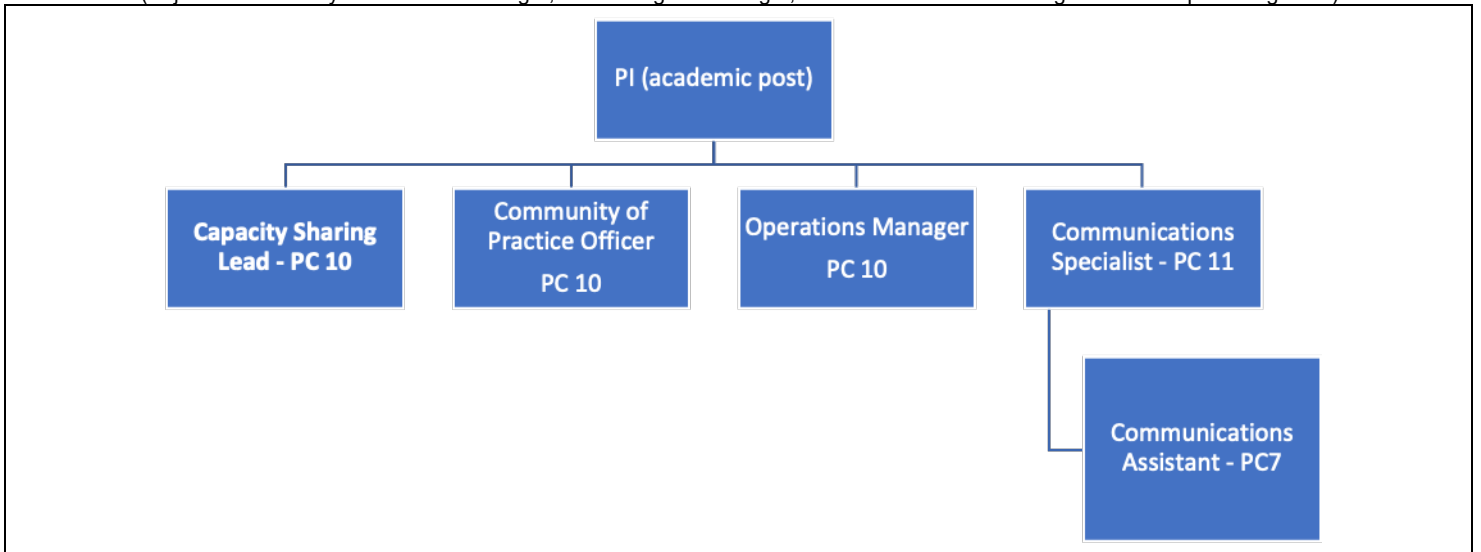 PI (academic post)
Capacity Sharing
Lead - PC 10
Community of
Practice Officer
PC 10
Operations Manager
PC 10
Communications
Specialist - PC 11
Communications
Assistant - PC7